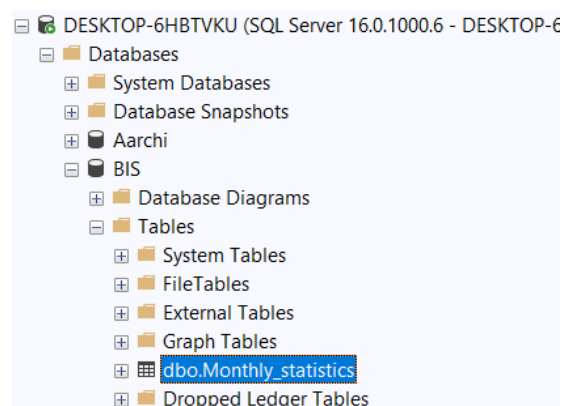 DESKTOP-6HBTVKU (SQL Server 16.0.1000.6 - DESKTOP-6
Databases
System Databases
Database Snapshots
Aarchi
BIS
Database Diagrams
Tables
System Tables
FileTables
External Tables
Graph Tables
dbo.Monthly_statistics
Dropped Ledger Tables